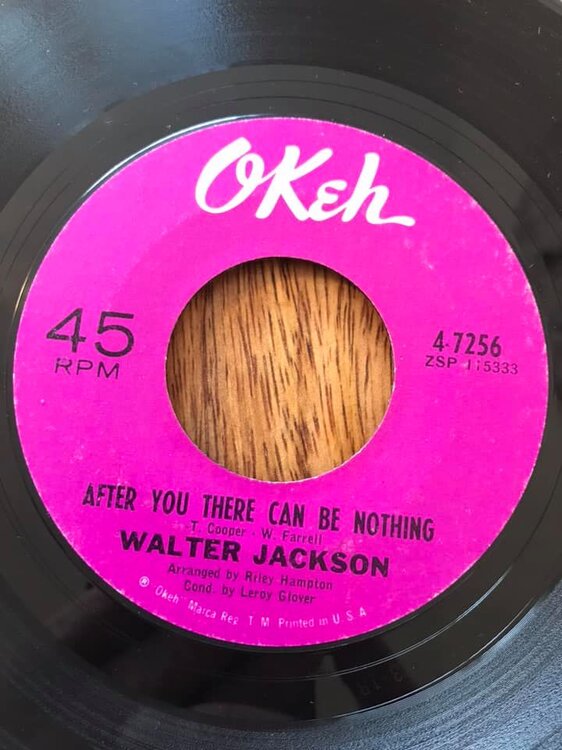 OKeh
45
RPM
4-7256
ZSP 115333
AFTER YOU THERE CAN BE NOTHING
T. Cooper - W. Farrell
WALTER JACKSON
Arranged by Riley Hampton
Cond. by Leroy Glover
® Okeh Marca Reg. T M Printed in U.S.A